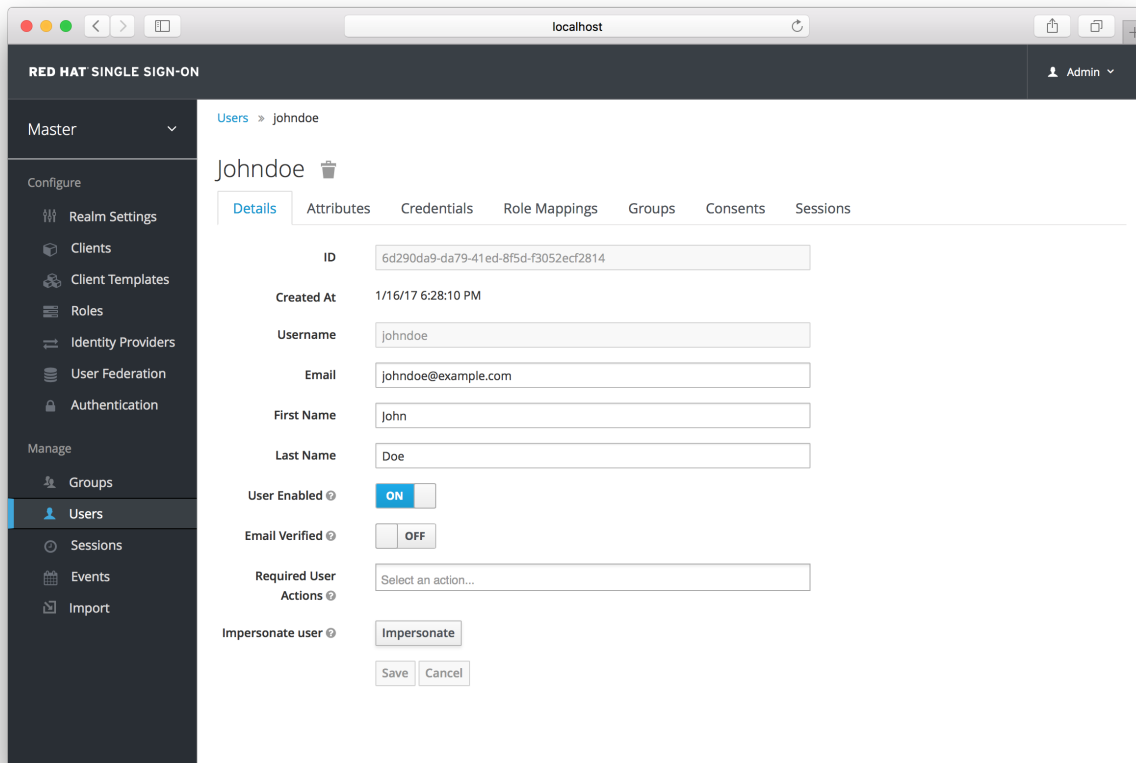 localhost
RED HAT® SINGLE SIGN-ON
Admin
Master
Users » johndoe
Johndoe
Configure
Realm Settings
Clients
Client Templates
Roles
Identity Providers
User Federation
Authentication
Manage
Groups
Users
Sessions
Events
Import
Details Attributes Credentials Role Mappings Groups Consents Sessions
ID 6d290da9-da79-41ed-8f5d-f3052ecf2814
Created At 1/16/17 6:28:10 PM
Username johndoe
Email johndoe@example.com
First Name John
Last Name Doe
User Enabled ? ON
Email Verified ? OFF
Required User
Actions ? Select an action...
Impersonate user ? Impersonate
Save Cancel